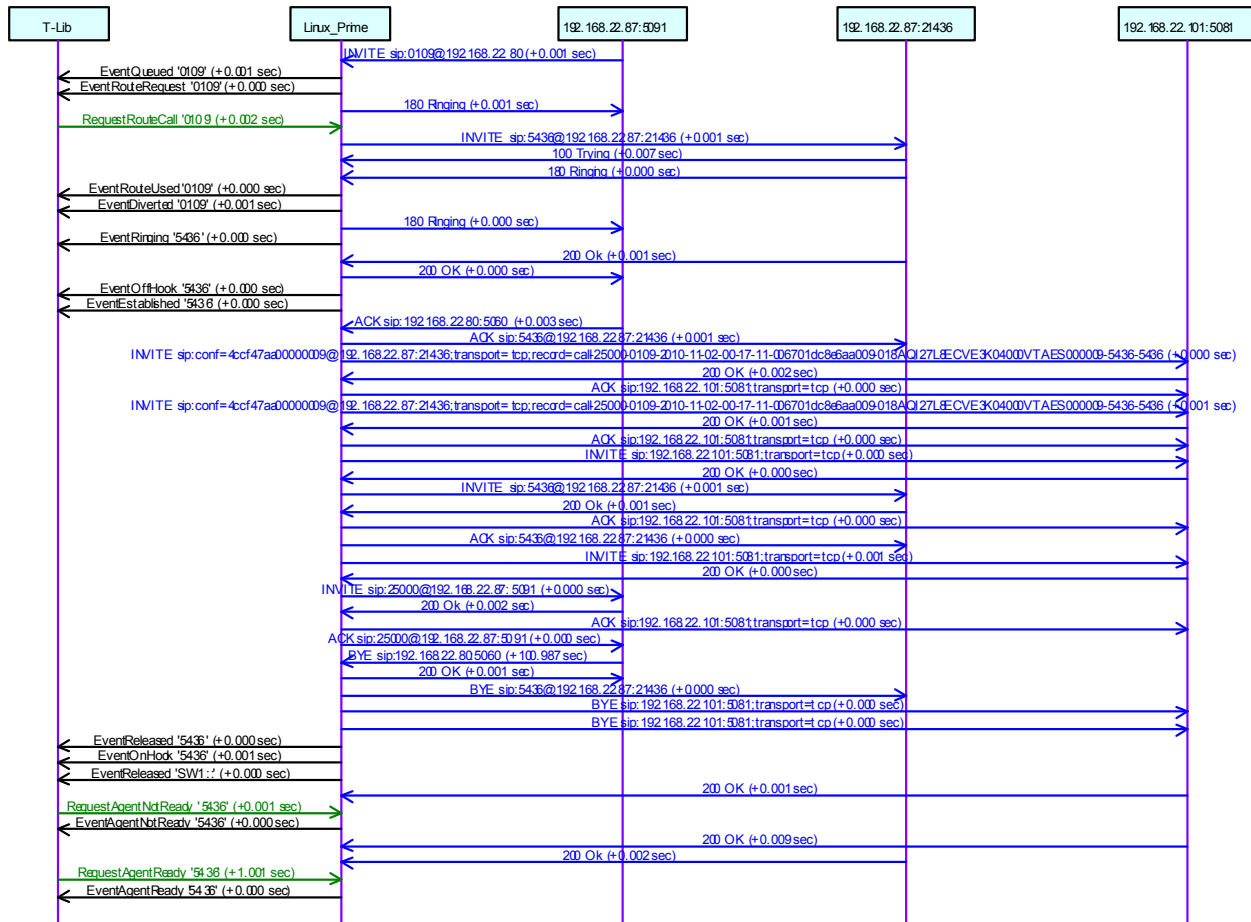 T-Lib
Linux_Prime
192.168.22.87:5091
192.168.22.87:21436
192.168.22.101:5081
INVITE sip:0109@192.168.22.80 (+0.001 sec)
EventQueued '0109' (+0.001 sec)
EventRouteRequest '0109' (+0.000 sec)
180 Ringing (+0.001 sec)
RequestRouteCall '0109' (+0.002 sec)
INVITE sip:5436@192.168.22.87:21436 (+0.001 sec)
100 Trying (+0.007 sec)
180 Ringing (+0.000 sec)
EventRouteUsed '0109' (+0.000 sec)
EventDiverted '0109' (+0.001 sec)
180 Ringing (+0.000 sec)
EventRinging '5436' (+0.000 sec)
200 Ok (+0.001 sec)
200 OK (+0.000 sec)
EventOffHook '5436' (+0.000 sec)
EventEstablished '5436' (+0.000 sec)
ACK sip:192.168.22.80:5060 (+0.003 sec)
ACK sip:5436@192.168.22.87:21436 (+0.001 sec)
INVITE sip:conf=4ccf47aa00000009@192.168.22.87:21436;transport=tcp;record=call-25000-0109-2010-11-02-00-17-11-006701dc8e6aa009-018AQI27L8ECVE3K04000VTAES000009-5436-5436 (+0.000 sec)
200 OK (+0.002 sec)
ACK sip:192.168.22.101:5081;transport=tcp (+0.000 sec)
INVITE sip:conf=4ccf47aa00000009@192.168.22.87:21436;transport=tcp;record=call-25000-0109-2010-11-02-00-17-11-006701dc8e6aa009-018AQI27L8ECVE3K04000VTAES000009-5436-5436 (+0.001 sec)
200 OK (+0.001 sec)
ACK sip:192.168.22.101:5081;transport=tcp (+0.000 sec)
INVITE sip:192.168.22.101:5081;transport=tcp (+0.000 sec)
200 OK (+0.000 sec)
INVITE sip:5436@192.168.22.87:21436 (+0.001 sec)
200 Ok (+0.001 sec)
ACK sip:192.168.22.101:5081;transport=tcp (+0.000 sec)
ACK sip:5436@192.168.22.87:21436 (+0.000 sec)
INVITE sip:192.168.22.101:5081;transport=tcp (+0.001 sec)
200 OK (+0.000 sec)
INVITE sip:25000@192.168.22.87:5091 (+0.000 sec)
200 Ok (+0.002 sec)
ACK sip:192.168.22.101:5081;transport=tcp (+0.000 sec)
ACK sip:25000@192.168.22.87:5091 (+0.000 sec)
BYE sip:192.168.22.80:5060 (+100.987 sec)
200 OK (+0.001 sec)
BYE sip:5436@192.168.22.87:21436 (+0.000 sec)
BYE sip:192.168.22.101:5081;transport=tcp (+0.000 sec)
BYE sip:192.168.22.101:5081;transport=tcp (+0.000 sec)
EventReleased '5436' (+0.000 sec)
EventOnHook '5436' (+0.001 sec)
EventReleased 'SW1::' (+0.000 sec)
200 OK (+0.001 sec)
RequestAgentNotReady '5436' (+0.001 sec)
EventAgentNotReady '5436' (+0.000 sec)
200 OK (+0.009 sec)
200 Ok (+0.002 sec)
RequestAgentReady '5436' (+1.001 sec)
EventAgentReady '5436' (+0.000 sec)